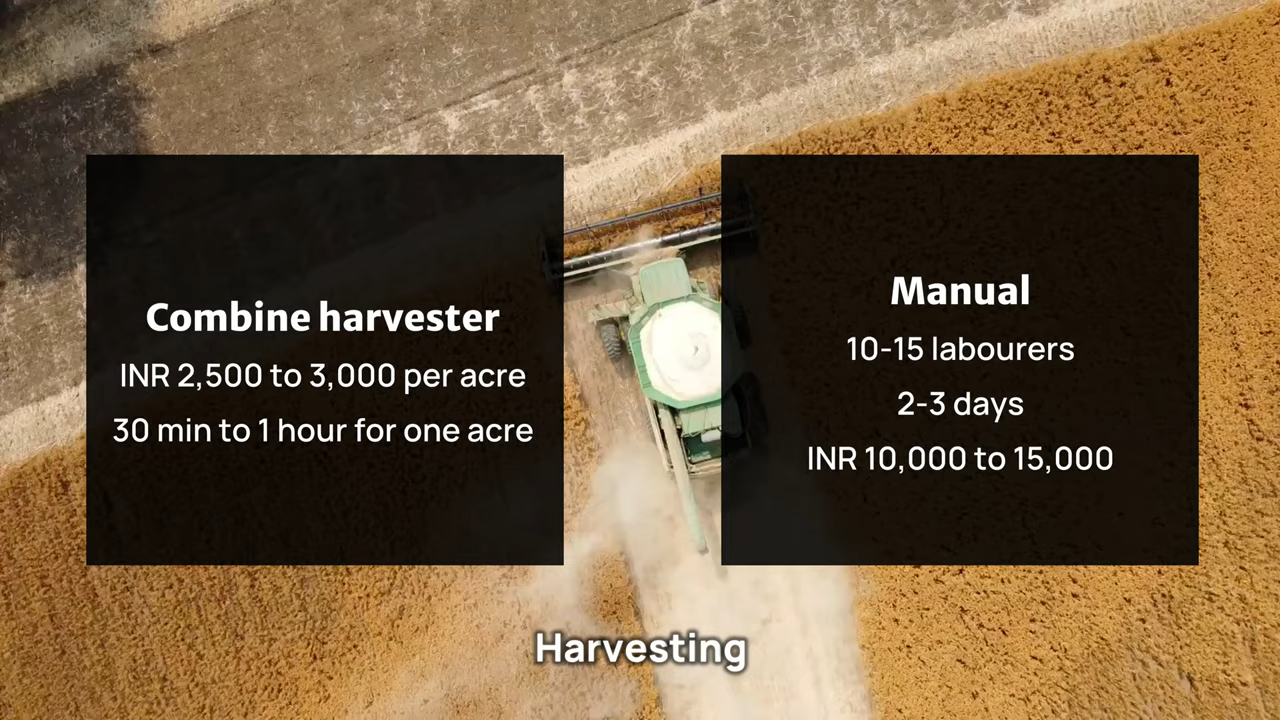 Combine harvester
INR 2,500 to 3,000 per acre
30 min to 1 hour for one acre
Manual
10-15 labourers
2-3 days
INR 10,000 to 15,000
Harvesting